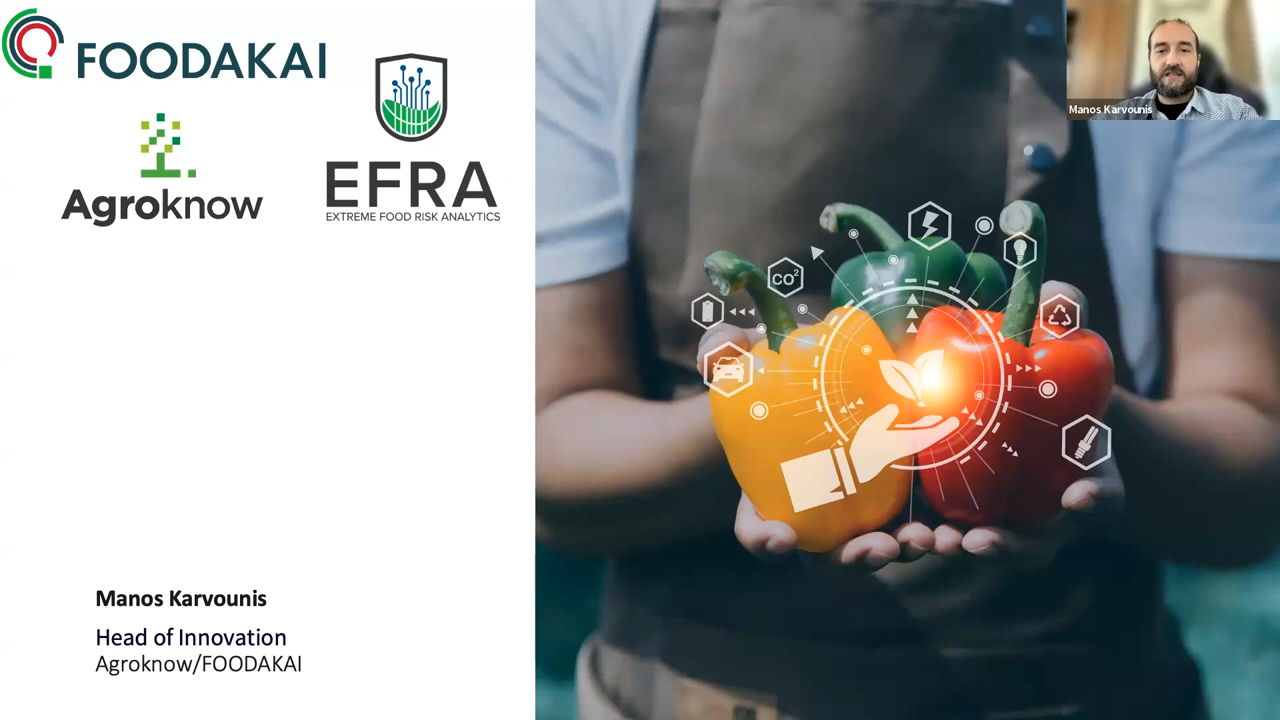 FOODAKAI
Agroknow
EFRA
EXTREME FOOD RISK ANALYTICS
Manos Karvounis
CO²
Manos Karvounis
Head of Innovation
Agroknow/FOODAKAI